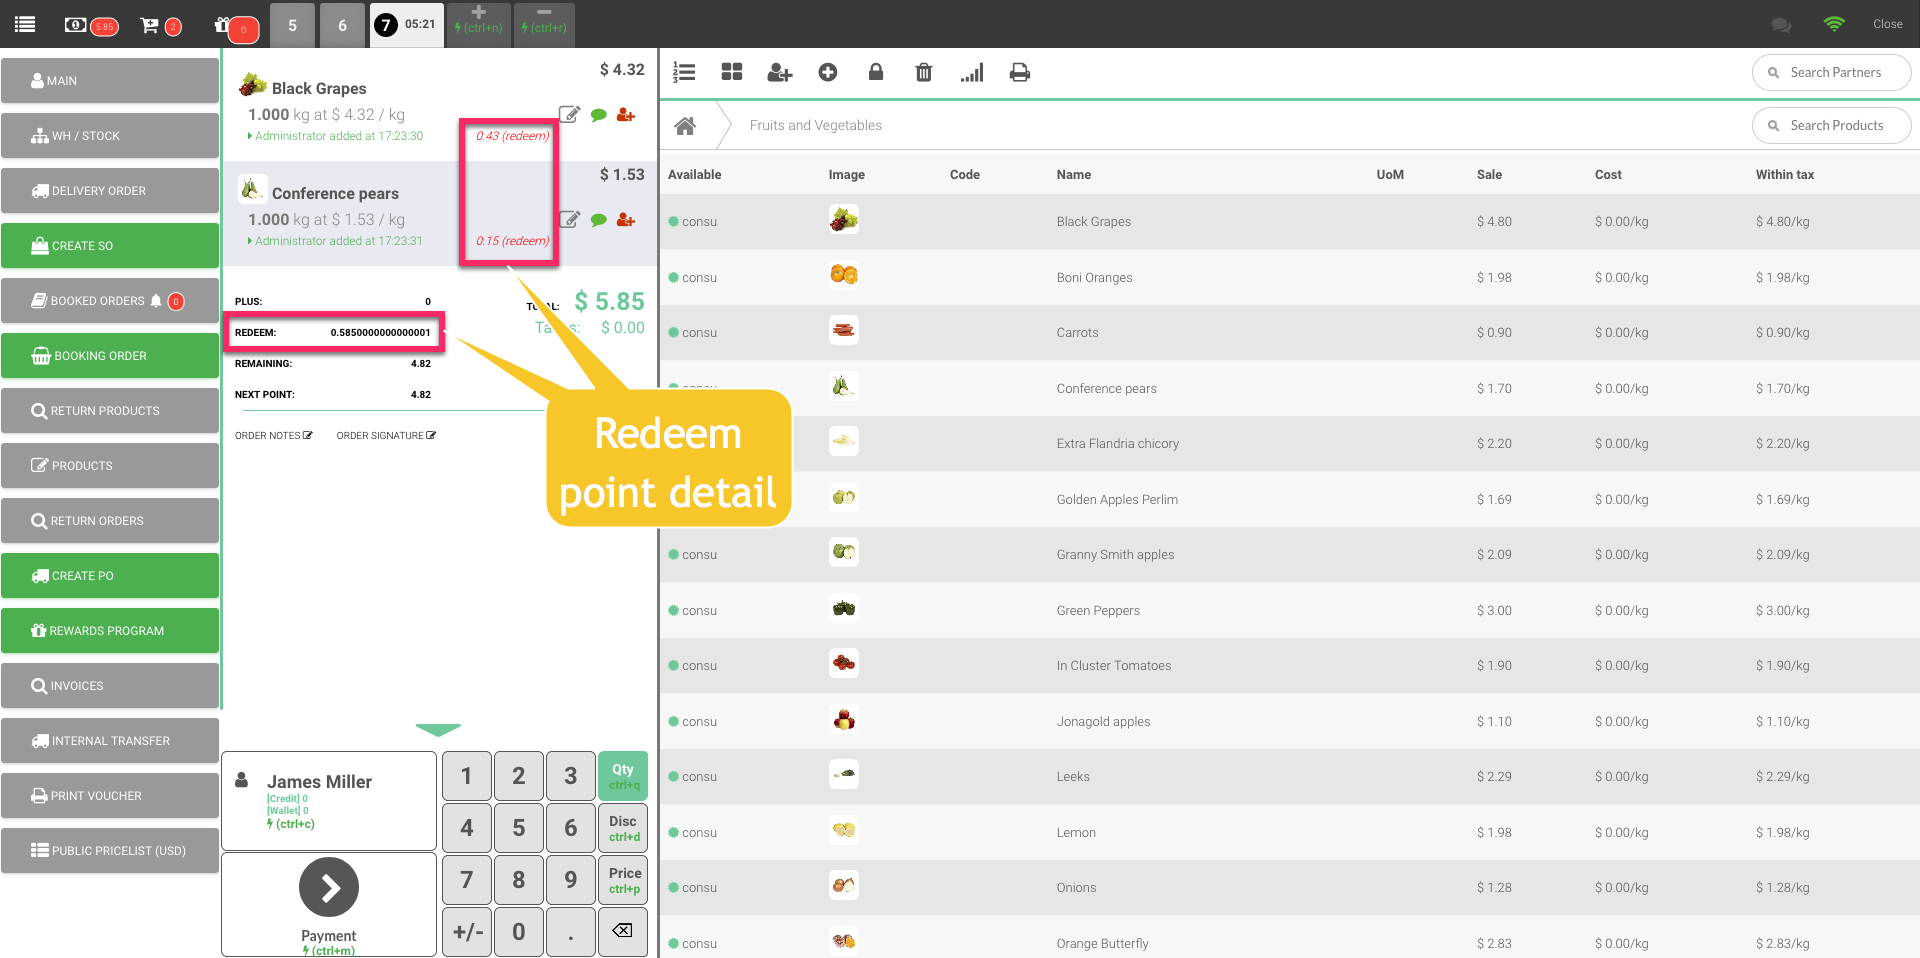 5.85
2
0
5
6
7 05:21
(ctrl+n)
(ctrl+r)
Close
MAIN
WH / STOCK
DELIVERY ORDER
CREATE SO
BOOKED ORDERS 0
BOOKING ORDER
RETURN PRODUCTS
PRODUCTS
RETURN ORDERS
CREATE PO
REWARDS PROGRAM
INVOICES
INTERNAL TRANSFER
PRINT VOUCHER
PUBLIC PRICELIST (USD)
$ 4.32
Black Grapes
1.000 kg at $ 4.32 / kg
Administrator added at 17:23:30
0.43 (redeem)
$ 1.53
Conference pears
1.000 kg at $ 1.53 / kg
Administrator added at 17:23:31
0.15 (redeem)
PLUS: 0
$ 5.85
REDEEM: 0.5850000000000001
$ 0.00
REMAINING: 4.82
NEXT POINT: 4.82
ORDER NOTES
ORDER SIGNATURE
Redeem
point detail
James Miller
[Credit] 0
[Wallet] 0
(ctrl+c)
Payment
(ctrl+m)
1 2 3 Qty
ctrl+q
4 5 6 Disc
ctrl+d
7 8 9 Price
ctrl+p
+/- 0 .
Search Partners
Fruits and Vegetables
Search Products
Available Image Code Name UoM Sale Cost Within tax
consu Black Grapes $ 4.80 $ 0.00/kg $ 4.80/kg
consu Boni Oranges $ 1.98 $ 0.00/kg $ 1.98/kg
consu Carrots $ 0.90 $ 0.00/kg $ 0.90/kg
Conference pears $ 1.70 $ 0.00/kg $ 1.70/kg
Extra Flandria chicory $ 2.20 $ 0.00/kg $ 2.20/kg
Golden Apples Perlim $ 1.69 $ 0.00/kg $ 1.69/kg
consu Granny Smith apples $ 2.09 $ 0.00/kg $ 2.09/kg
consu Green Peppers $ 3.00 $ 0.00/kg $ 3.00/kg
consu In Cluster Tomatoes $ 1.90 $ 0.00/kg $ 1.90/kg
consu Jonagold apples $ 1.10 $ 0.00/kg $ 1.10/kg
consu Leeks $ 2.29 $ 0.00/kg $ 2.29/kg
consu Lemon $ 1.98 $ 0.00/kg $ 1.98/kg
consu Onions $ 1.28 $ 0.00/kg $ 1.28/kg
consu Orange Butterfly $ 2.83 $ 0.00/kg $ 2.83/kg